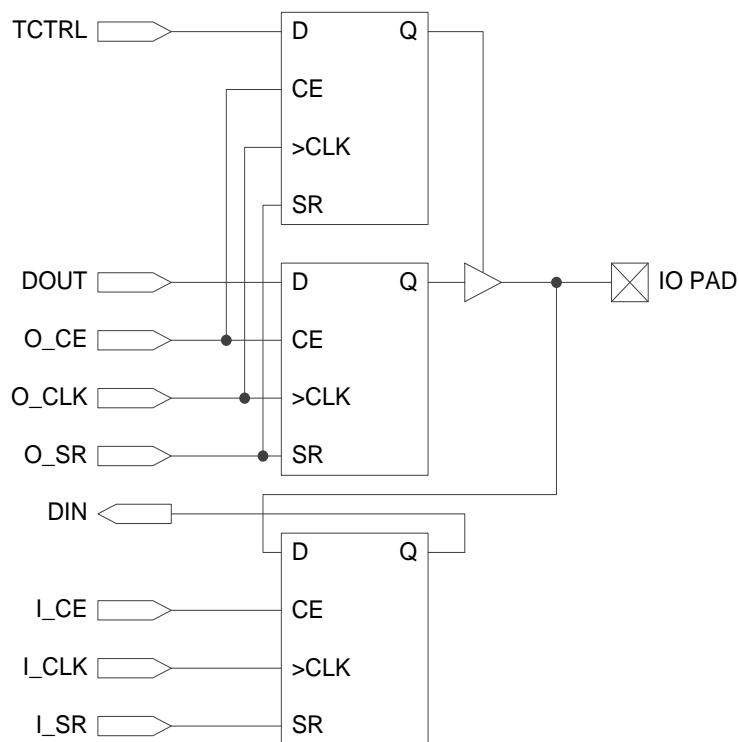 TCTRL
D
Q
CE
>CLK
SR
DOUT
D
Q
IO PAD
O_CE
CE
O_CLK
>CLK
O_SR
SR
DIN
D
Q
I_CE
CE
I_CLK
>CLK
I_SR
SR